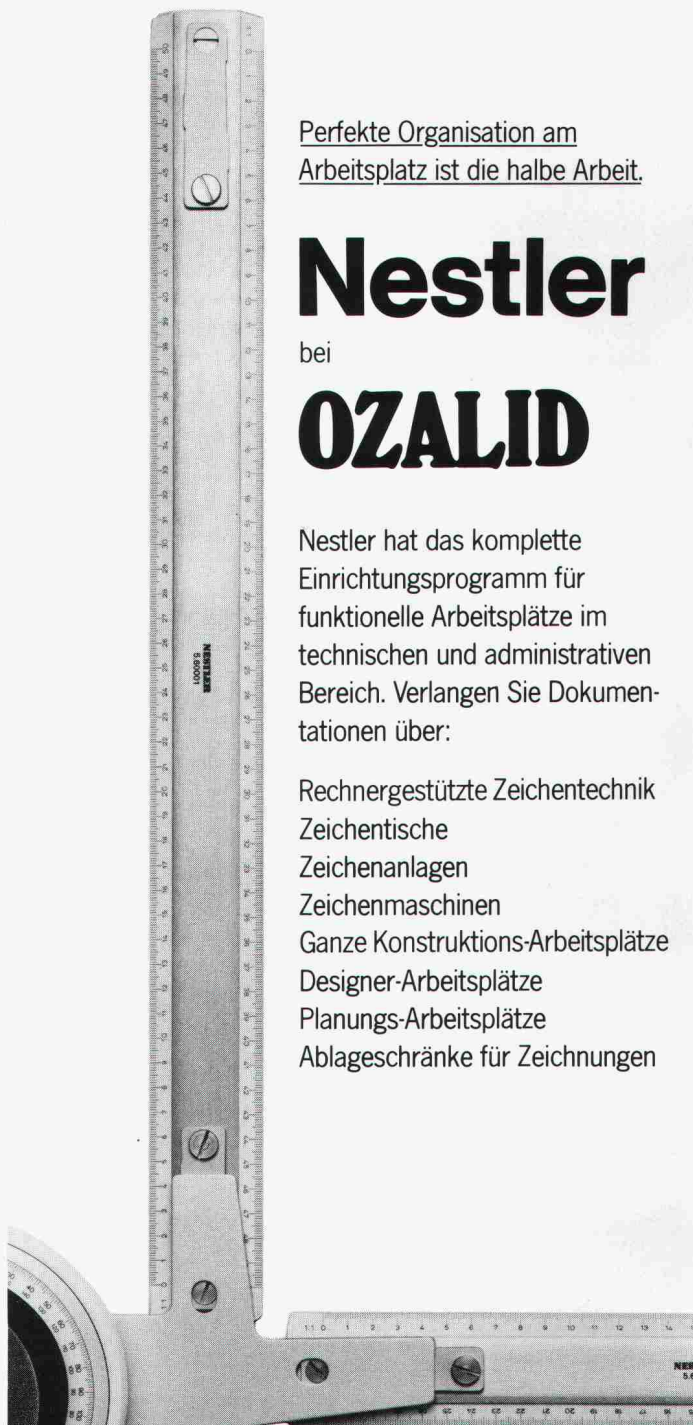 Perfekte Organisation am
Arbeitsplatz ist die halbe Arbeit.
Nestler
bei
OZALID
Nestler hat das komplette
Einrichtungsprogramm für
funktionelle Arbeitsplätze im
technischen und administrativen
Bereich. Verlangen Sie Dokumen-
tationen über:
Rechnergestützte Zeichentechnik
Zeichentische
Zeichenanlagen
Zeichenmaschinen
Ganze Konstruktions-Arbeitsplätze
Designer-Arbeitsplätze
Planungs-Arbeitsplätze
Ablageschränke für Zeichnungen
NESTLER
5.60001